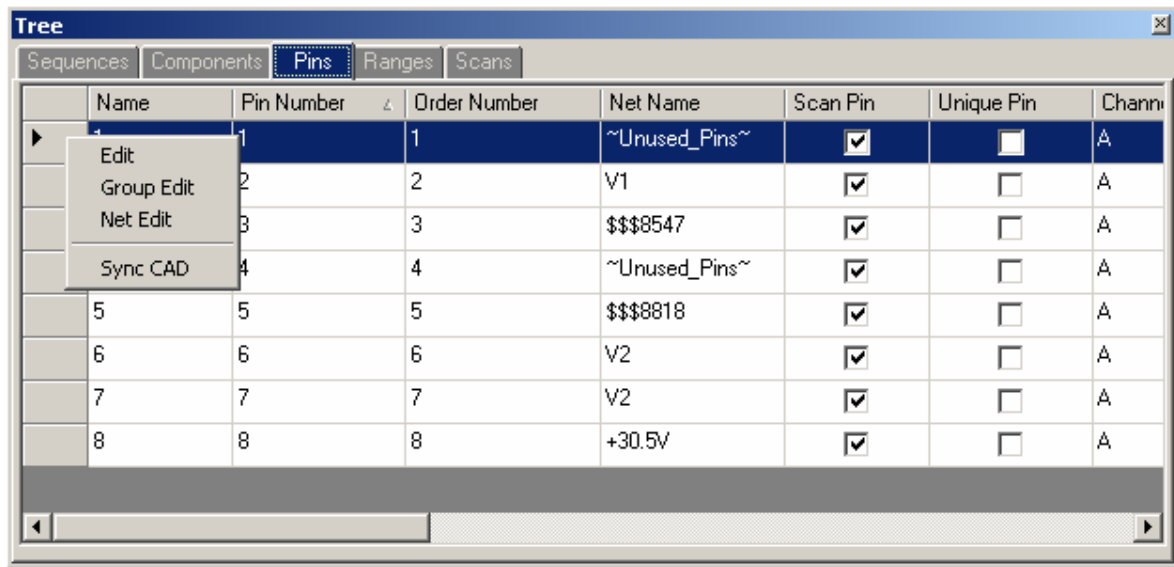 Tree
Sequences Components Pins Ranges Scans
Name Pin Number Order Number Net Name Scan Pin Unique Pin
1 1 ~Unused_Pins~ A
Edit
2 2 V1 A
Group Edit
Net Edit
3 3 $$$8547 A
Sync CAD
4 4 ~Unused_Pins~ A
5 5 5 $$$8818 A
6 6 6 V2 A
7 7 7 V2 A
8 8 8 +30.5V A